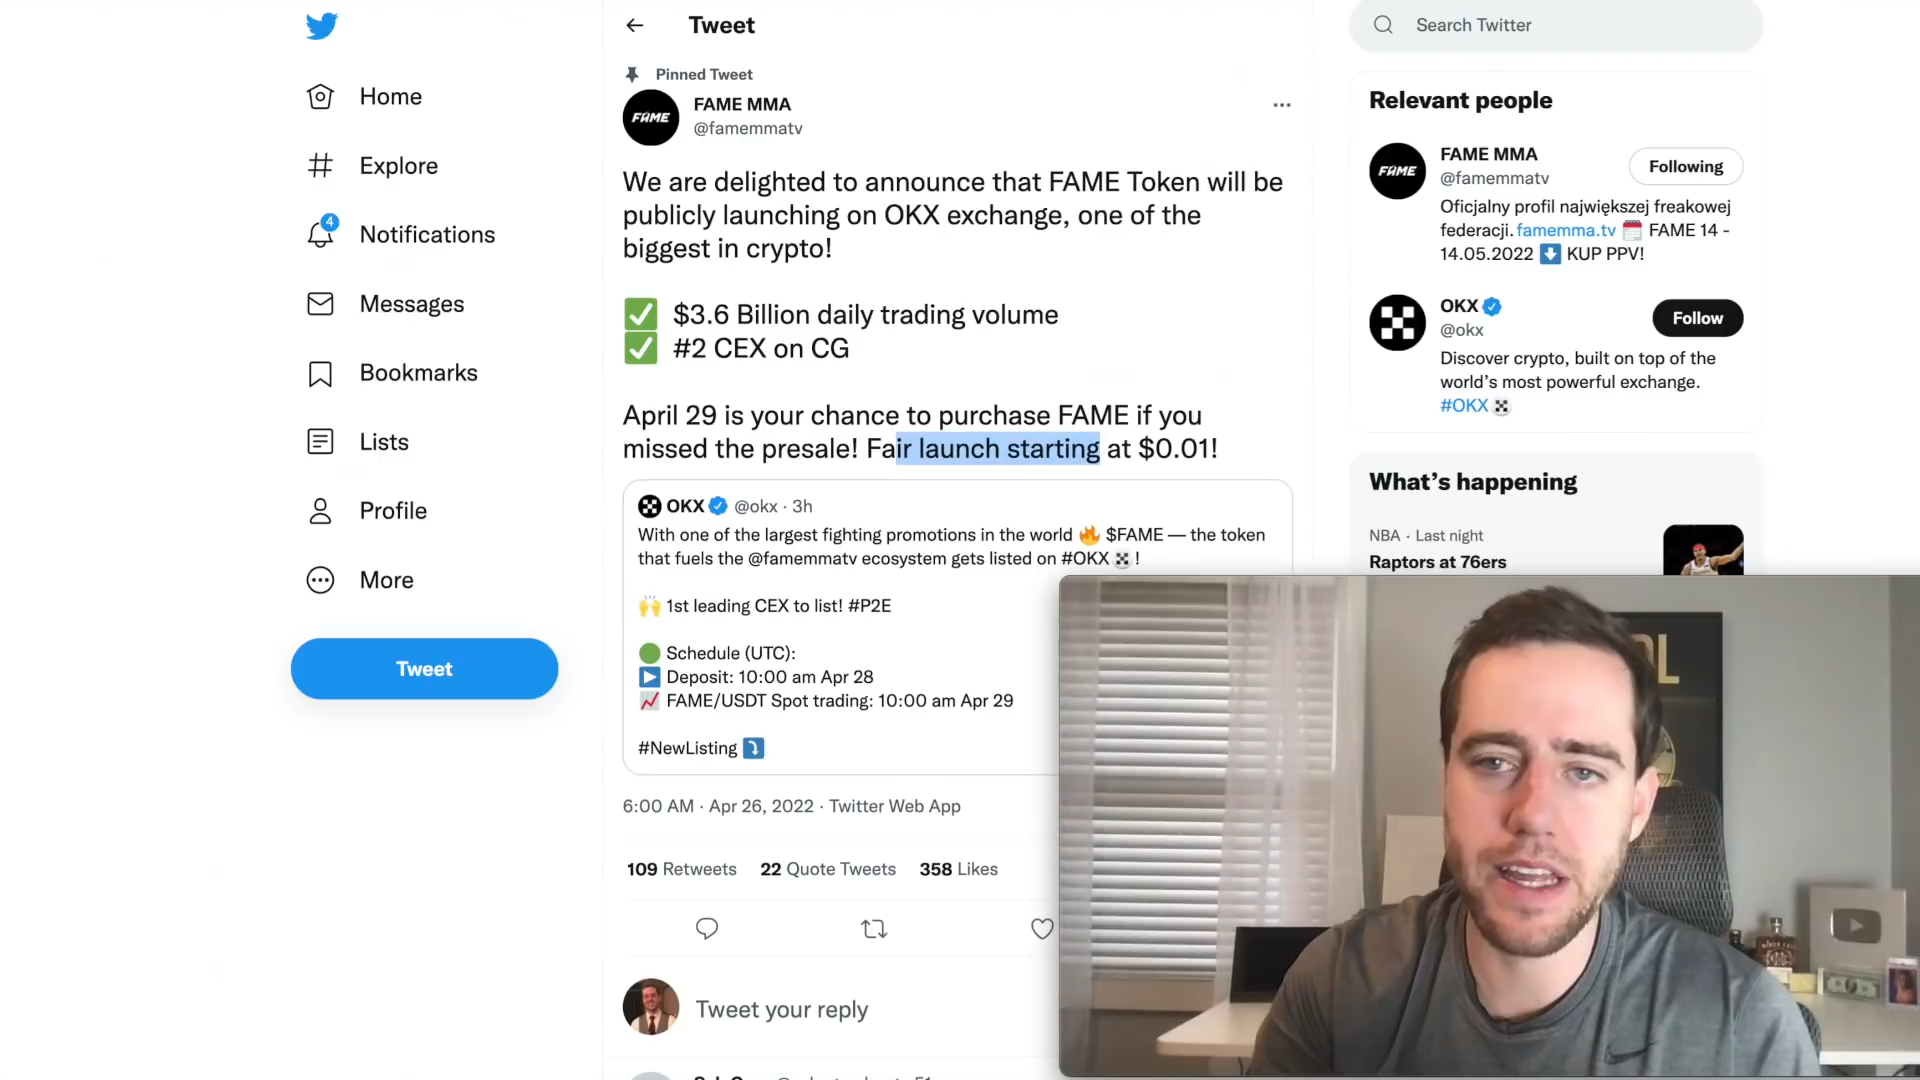 Home
Explore
4
Notifications
Messages
Bookmarks
Lists
Profile
More
Tweet
Tweet
Pinned Tweet
FAME
FAME MMA
@famemmatv
We are delighted to announce that FAME Token will be
publicly launching on OKX exchange, one of the
biggest in crypto!
✅ $3.6 Billion daily trading volume
✅ #2 CEX on CG
April 29 is your chance to purchase FAME if you
missed the presale! Fair launch starting at $0.01!
OKX @okx · 3h
With one of the largest fighting promotions in the world 🔥 $FAME — the token
that fuels the @famemmatv ecosystem gets listed on #OKX !
🙌 1st leading CEX to list! #P2E
🟢 Schedule (UTC):
▶️ Deposit: 10:00 am Apr 28
📈 FAME/USDT Spot trading: 10:00 am Apr 29
#NewListing ⤵️
6:00 AM · Apr 26, 2022 · Twitter Web App
109 Retweets 22 Quote Tweets 358 Likes
Tweet your reply
Search Twitter
Relevant people
FAME
FAME MMA
@famemmatv
Following
Oficjalny profil największej freakowej
federacji. famemma.tv 🗓️ FAME 14 -
14.05.2022 ⬇️ KUP PPV!
OKX
@okx
Follow
Discover crypto, built on top of the
world’s most powerful exchange.
#OKX
What’s happening
NBA · Last night
Raptors at 76ers